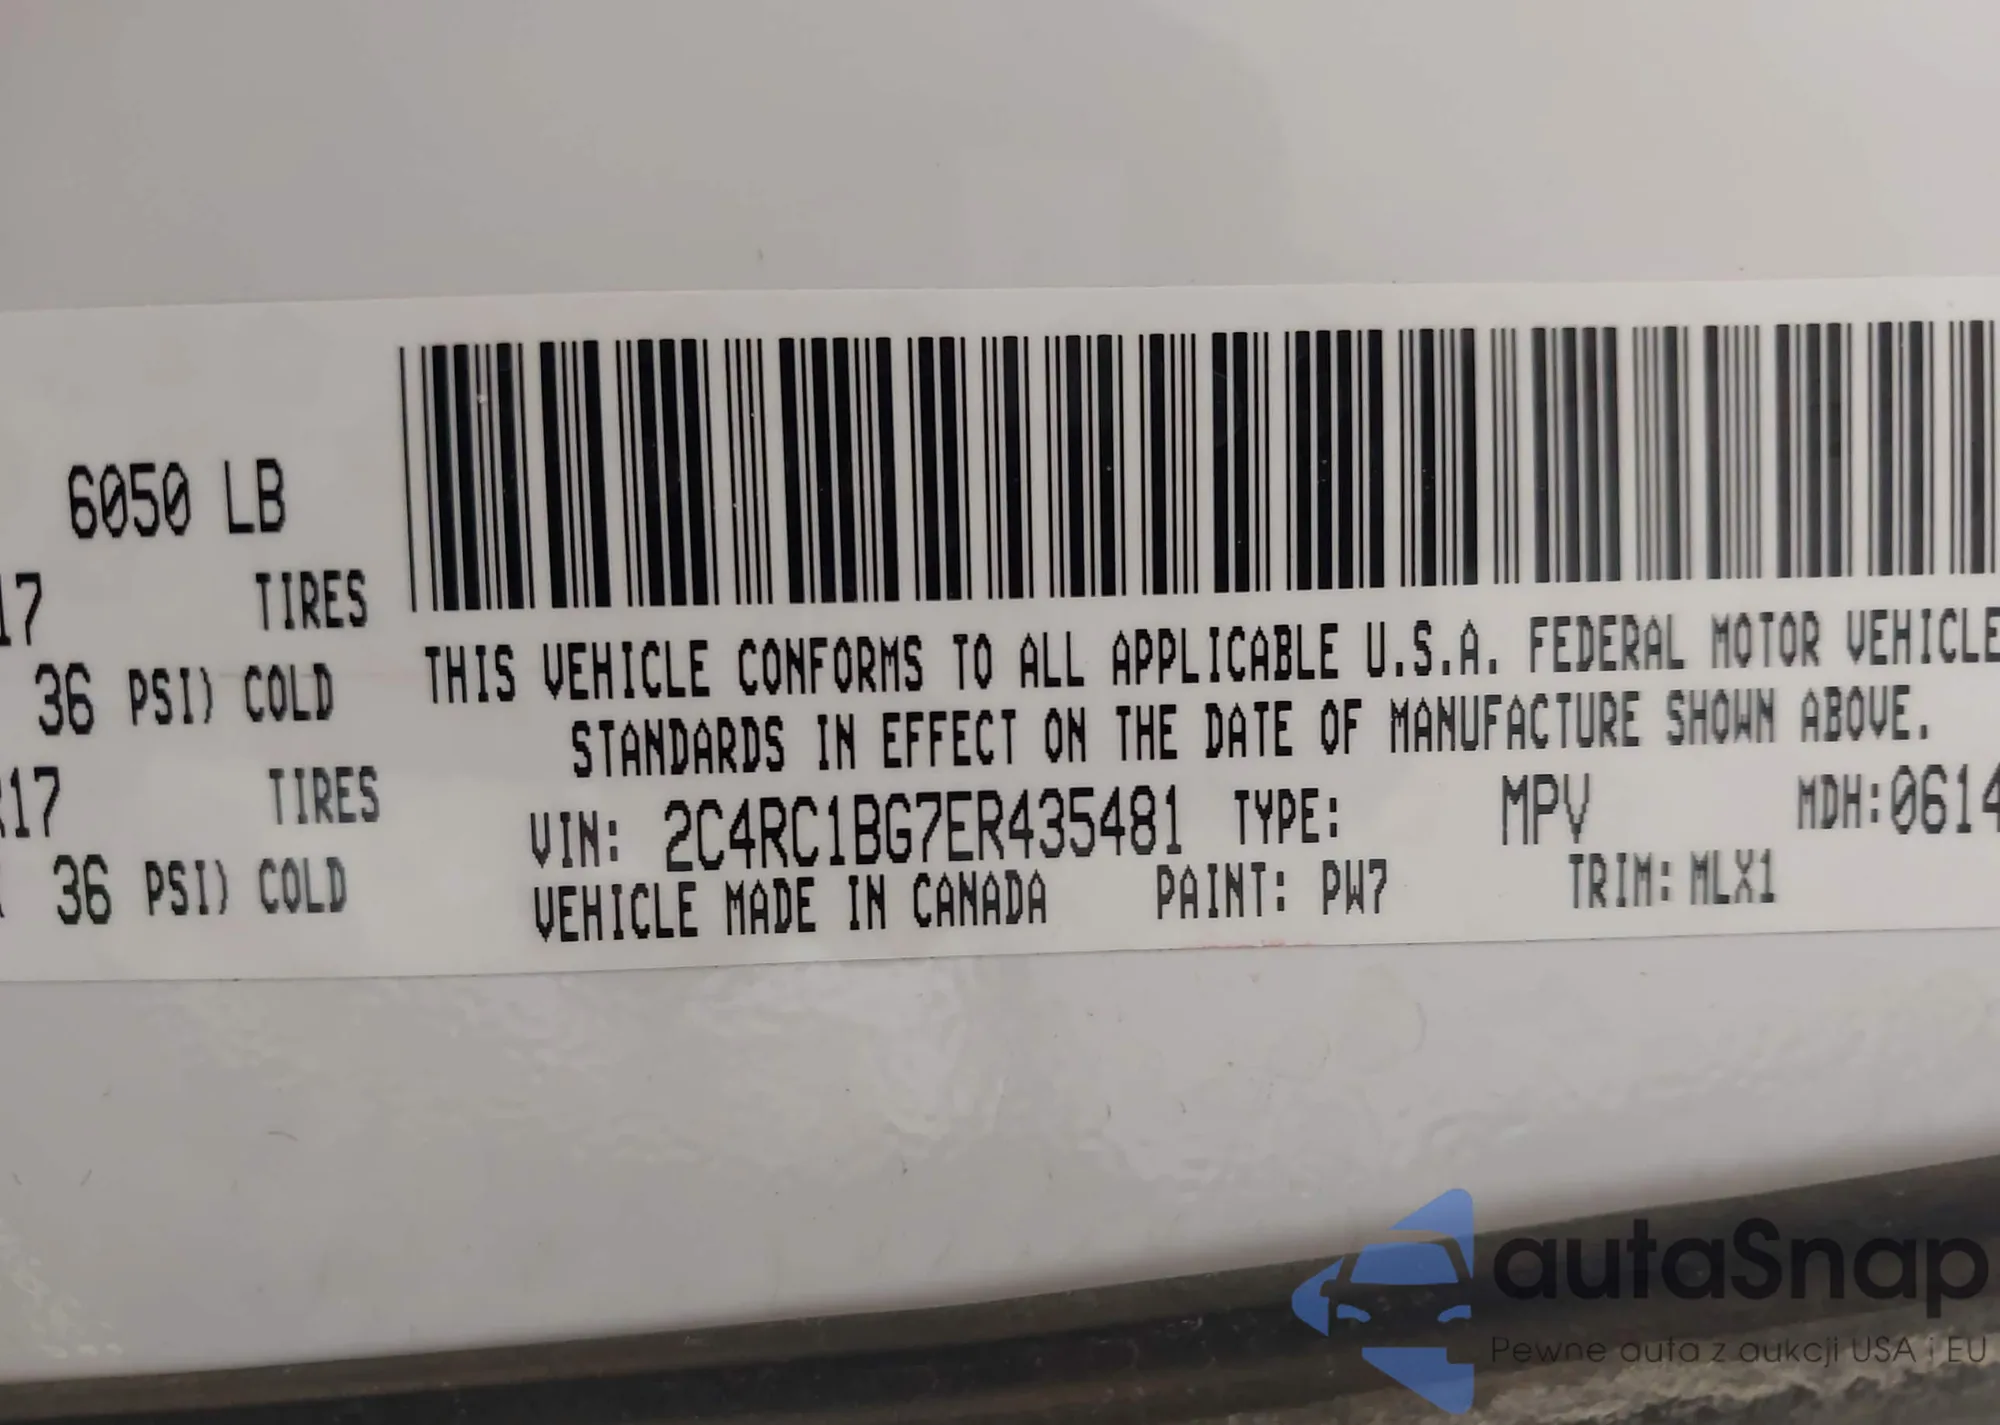 6050 LB
17 TIRES
36 PSI) COLD
R17 TIRES
36 PSI) COLD
THIS VEHICLE CONFORMS TO ALL APPLICABLE U.S.A. FEDERAL MOTOR VEHICLE
STANDARDS IN EFFECT ON THE DATE OF MANUFACTURE SHOWN ABOVE.
VIN: 2C4RC1BG7ER435481 TYPE: MPV MDH:0614
VEHICLE MADE IN CANADA PAINT: PW7 TRIM: MLX1
autaSnap
Pewne auta z aukcji USA i EU